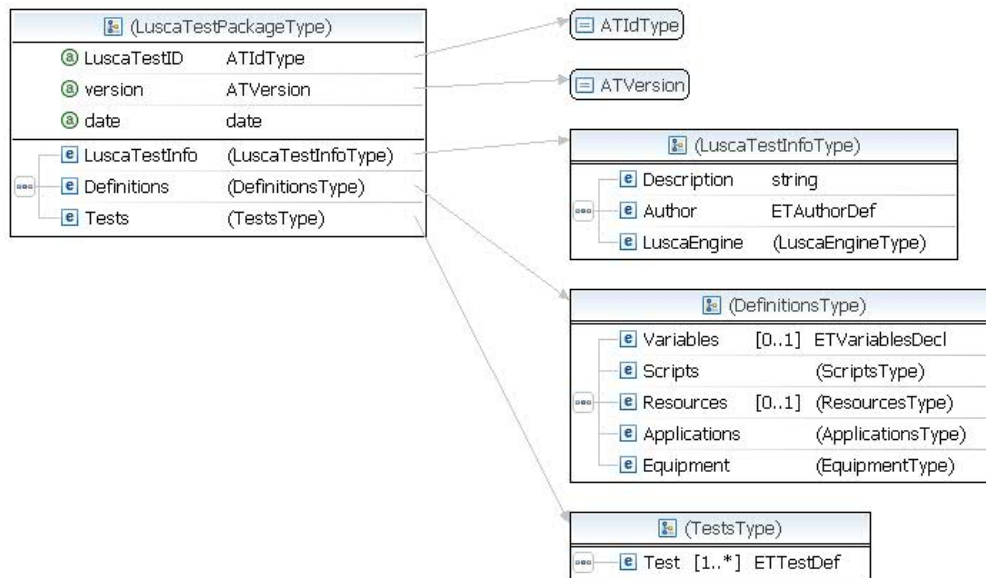 (LuscaTestPackageType)
LuscaTestID ATIdType
version ATVersion
date date
LuscaTestInfo (LuscaTestInfoType)
Definitions (DefinitionsType)
Tests (TestsType)
ATIdType
ATVersion
(LuscaTestInfoType)
Description string
Author ETAuthorDef
LuscaEngine (LuscaEngineType)
(DefinitionsType)
Variables [0..1] ETVariablesDecl
Scripts (ScriptsType)
Resources [0..1] (ResourcesType)
Applications (ApplicationsType)
Equipment (EquipmentType)
(TestsType)
Test [1..*] ETTestDef